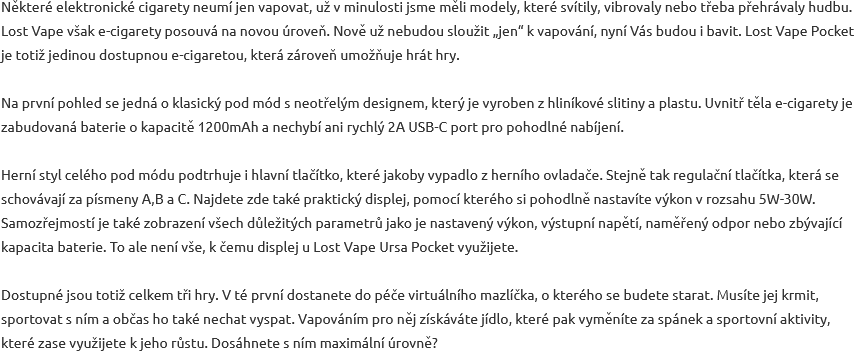 Některé elektronické cigarety neumí jen vapovat, už v minulosti jsme měli modely, které svítily, vibrovaly nebo třeba přehrávaly hudbu.
Lost Vape však e-cigarety posouvá na novou úroveň. Nově už nebudou sloužit „jen“ k vapování, nyní Vás budou i bavit. Lost Vape Pocket
je totiž jedinou dostupnou e-cigaretou, která zároveň umožňuje hrát hry.
Na první pohled se jedná o klasický pod mód s neotřelým designem, který je vyroben z hliníkové slitiny a plastu. Uvnitř těla e-cigarety je
zabudovaná baterie o kapacitě 1200mAh a nechybí ani rychlý 2A USB-C port pro pohodlné nabíjení.
Herní styl celého pod módu podtrhuje i hlavní tlačítko, které jakoby vypadlo z herního ovladače. Stejně tak regulační tlačítka, která se
schovávají za písmeny A,B a C. Najdete zde také praktický displej, pomocí kterého si pohodlně nastavíte výkon v rozsahu 5W-30W.
Samozřejmostí je také zobrazení všech důležitých parametrů jako je nastavený výkon, výstupní napětí, naměřený odpor nebo zbývající
kapacita baterie. To ale není vše, k čemu displej u Lost Vape Ursa Pocket využijete.
Dostupné jsou totiž celkem tři hry. V té první dostanete do péče virtuálního mazlíčka, o kterého se budete starat. Musíte jej krmit,
sportovat s ním a občas ho také nechat vyspat. Vapováním pro něj získáváte jídlo, které pak vyměníte za spánek a sportovní aktivity,
které zase využijete k jeho růstu. Dosáhnete s ním maximální úrovně?